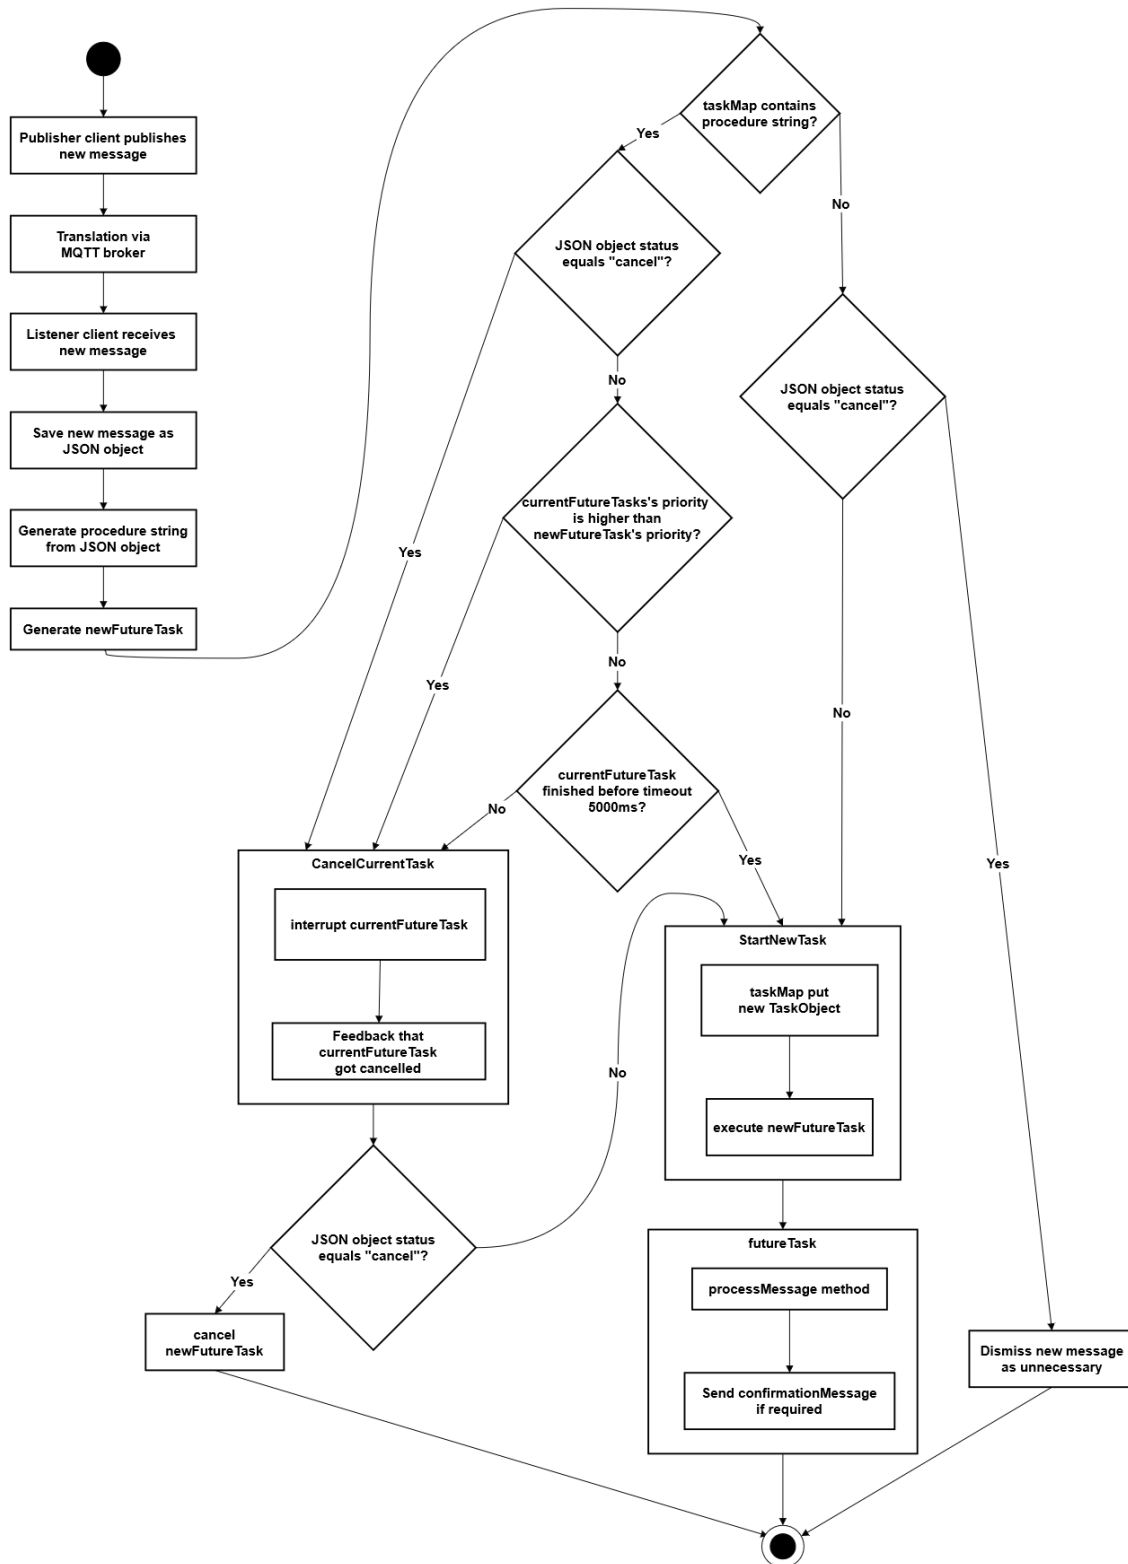 Publisher client publishes
new message
Translation via
MQTT broker
Listener client receives
new message
Save new message as
JSON object
Generate procedure string
from JSON object
Generate newFutureTask
taskMap contains
procedure string?
Yes
No
JSON object status
equals "cancel"?
Yes
No
JSON object status
equals "cancel"?
No
Yes
currentFutureTasks's priority
is higher than
newFutureTask's priority?
Yes
No
currentFutureTask
finished before timeout
5000ms?
No
Yes
CancelCurrentTask
interrupt currentFutureTask
Feedback that
currentFutureTask
got cancelled
StartNewTask
taskMap put
new TaskObject
execute newFutureTask
JSON object status
equals "cancel"?
Yes
No
cancel
newFutureTask
futureTask
processMessage method
Send confirmationMessage
if required
Dismiss new message
as unnecessary